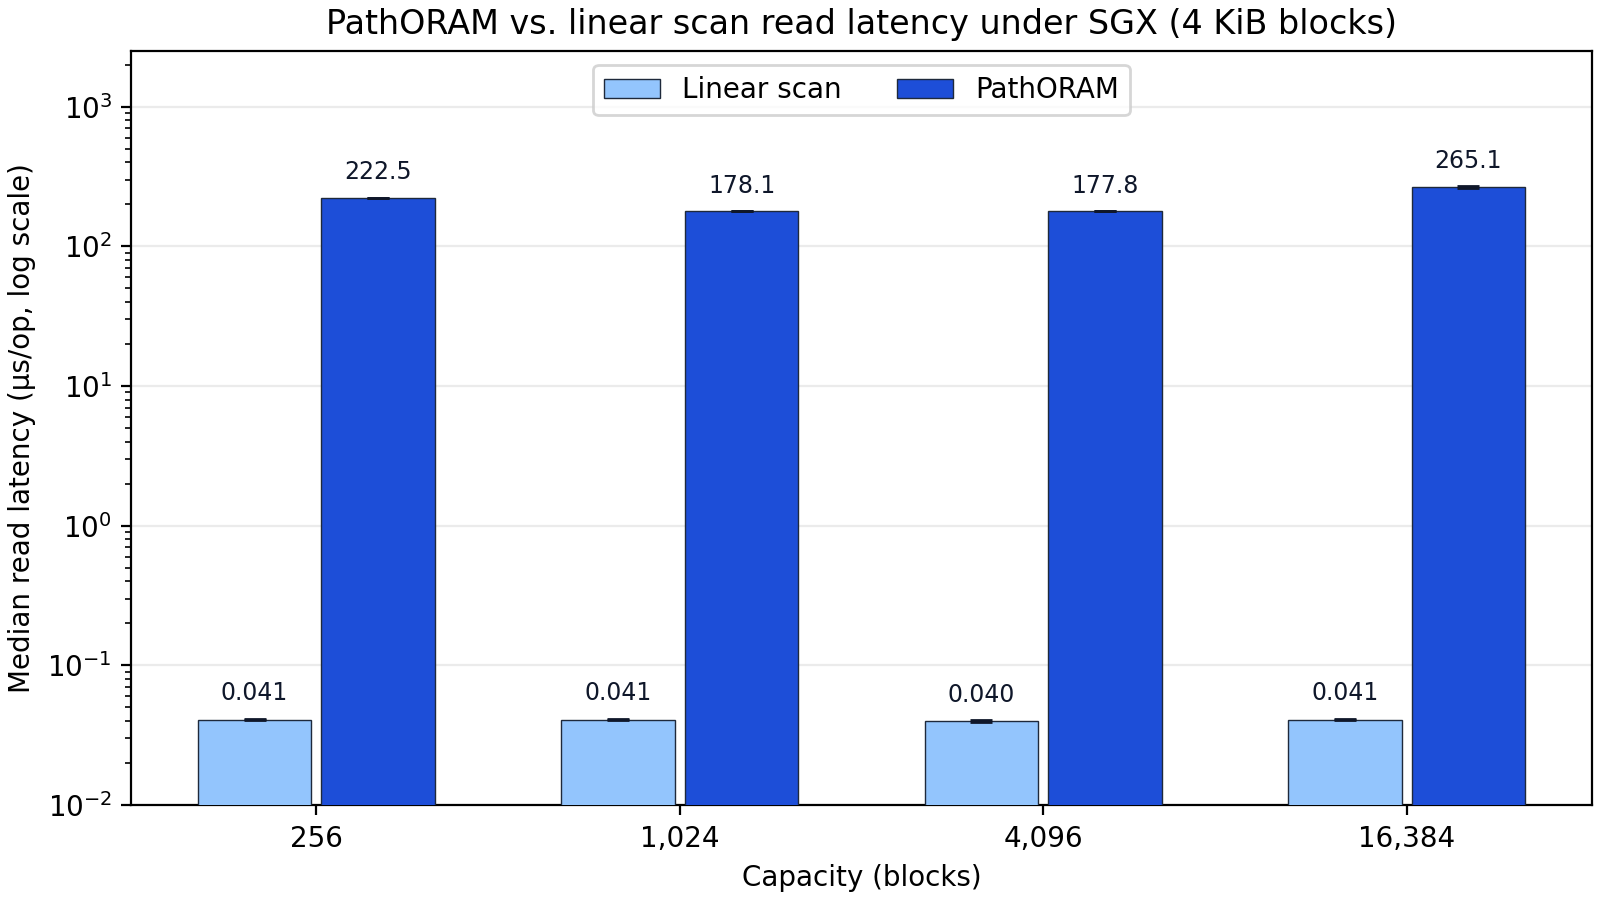 PathORAM vs. linear scan read latency under SGX (4 KiB blocks)
Linear scan PathORAM
Median read latency (µs/op, log scale)
10³
10²
10¹
10⁰
10⁻¹
10⁻²
0.041 222.5 0.041 178.1 0.040 177.8 0.041 265.1
256 1,024 4,096 16,384
Capacity (blocks)